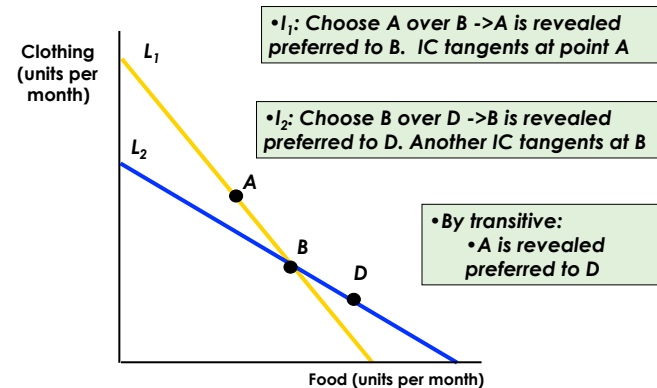 •I1: Choose A over B ->A is revealed
preferred to B. IC tangents at point A
Clothing
(units per
month)
L1
•I2: Choose B over D ->B is revealed
preferred to D. Another IC tangents at B
L2
A
•By transitive:
•A is revealed
preferred to D
B
D
Food (units per month)